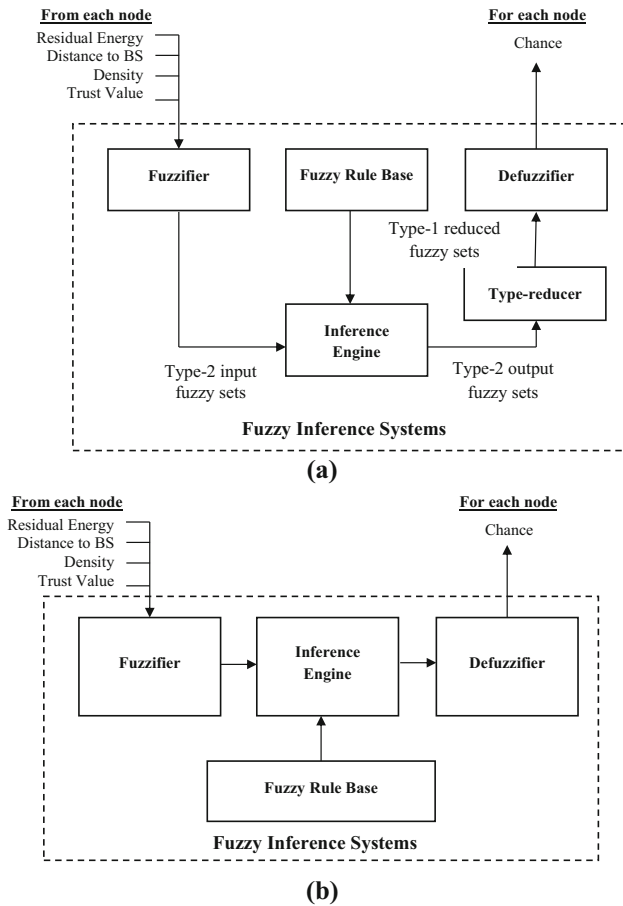 From each node
For each node
Residual Energy
Distance to BS
Density
Trust Value
Chance
Fuzzifier
Fuzzy Rule Base
Defuzzifier
Type-1 reduced
fuzzy sets
Type-reducer
Inference
Engine
Type-2 input
fuzzy sets
Type-2 output
fuzzy sets
Fuzzy Inference Systems
(a)
From each node
For each node
Residual Energy
Distance to BS
Density
Trust Value
Chance
Fuzzifier
Inference
Engine
Defuzzifier
Fuzzy Rule Base
Fuzzy Inference Systems
(b)